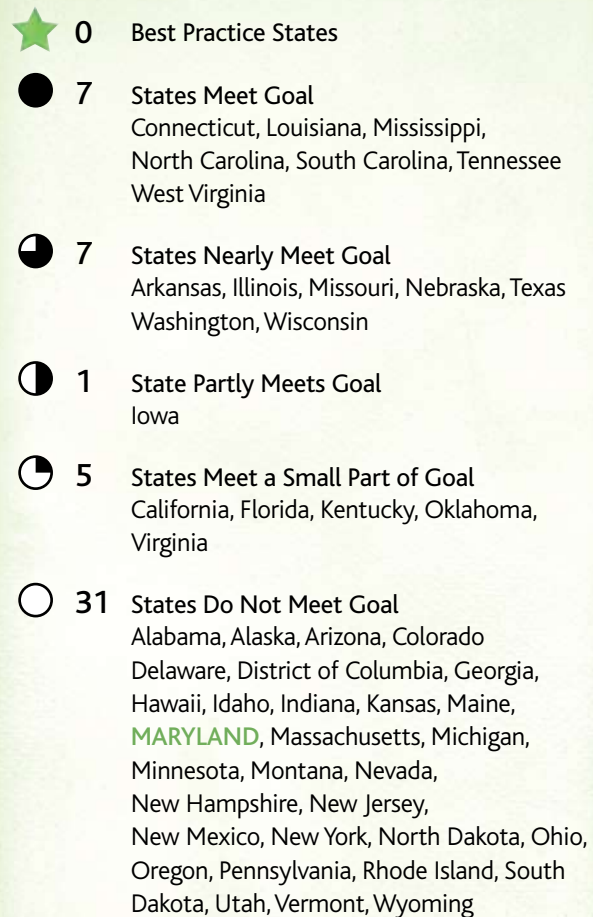 0 Best Practice States
7 States Meet Goal
Connecticut, Louisiana, Mississippi,
North Carolina, South Carolina, Tennessee
West Virginia
7 States Nearly Meet Goal
Arkansas, Illinois, Missouri, Nebraska, Texas
Washington, Wisconsin
1 State Partly Meets Goal
Iowa
5 States Meet a Small Part of Goal
California, Florida, Kentucky, Oklahoma,
Virginia
31 States Do Not Meet Goal
Alabama, Alaska, Arizona, Colorado
Delaware, District of Columbia, Georgia,
Hawaii, Idaho, Indiana, Kansas, Maine,
MARYLAND, Massachusetts, Michigan,
Minnesota, Montana, Nevada,
New Hampshire, New Jersey,
New Mexico, New York, North Dakota, Ohio,
Oregon, Pennsylvania, Rhode Island, South
Dakota, Utah, Vermont, Wyoming